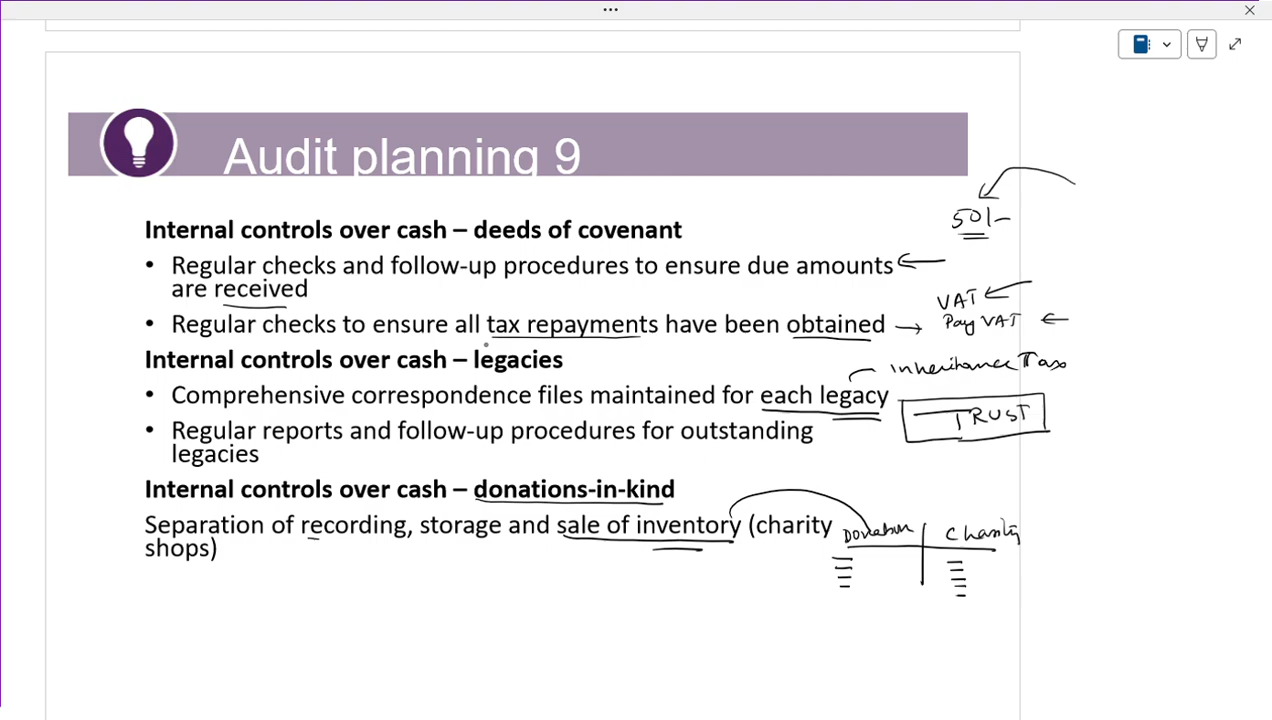 Audit planning 9
Internal controls over cash – deeds of covenant
50/-
• Regular checks and follow-up procedures to ensure due amounts
are received
VAT
• Regular checks to ensure all tax repayments have been obtained
Pay VAT
Internal controls over cash – legacies
Inheritance Tax
• Comprehensive correspondence files maintained for each legacy
TRUST
• Regular reports and follow-up procedures for outstanding
legacies
Internal controls over cash – donations-in-kind
Separation of recording, storage and sale of inventory (charity
shops)
Donation Charity